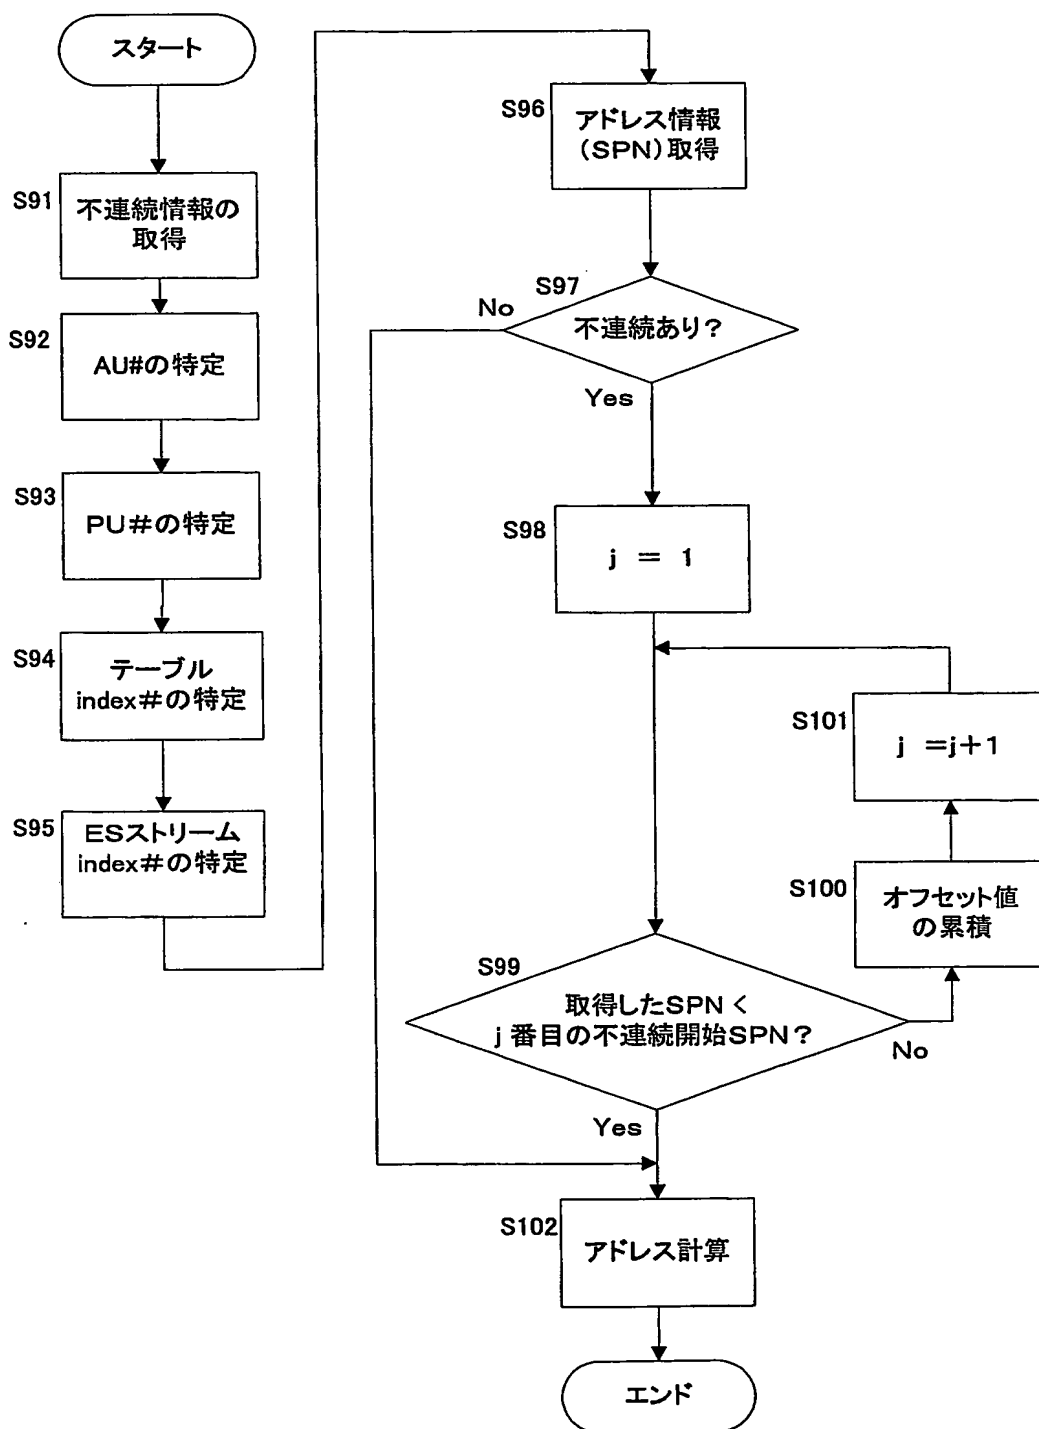 スタート
S91
不連続情報の
取得
S92
AU#の特定
S93
PU#の特定
S94
テーブル
index#の特定
S95
ESストリーム
index#の特定
S96
アドレス情報
(SPN)取得
S97
不連続あり?
No
Yes
S98
j = 1
S99
取得したSPN <
j 番目の不連続開始SPN?
No
Yes
S100
オフセット値
の累積
S101
j =j+1
S102
アドレス計算
エンド